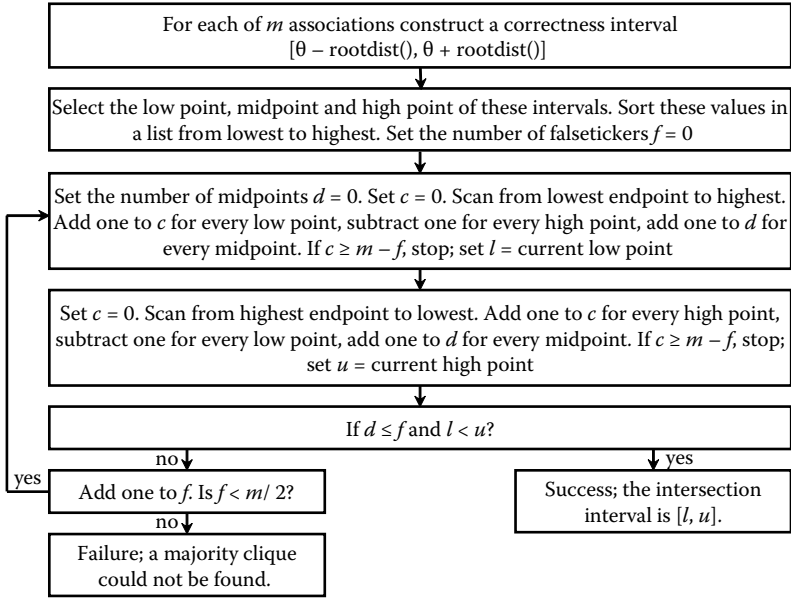 For each of m associations construct a correctness interval
[θ – rootdist(), θ + rootdist()]
Select the low point, midpoint and high point of these intervals. Sort these values in
a list from lowest to highest. Set the number of falsetickers f = 0
Set the number of midpoints d = 0. Set c = 0. Scan from lowest endpoint to highest.
Add one to c for every low point, subtract one for every high point, add one to d for
every midpoint. If c ≥ m – f, stop; set l = current low point
Set c = 0. Scan from highest endpoint to lowest. Add one to c for every high point,
subtract one for every low point, add one to d for every midpoint. If c ≥ m – f, stop;
set u = current high point
If d ≤ f and l < u?
no
yes
yes
Add one to f. Is f < m/ 2?
Success; the intersection
interval is [l, u].
no
Failure; a majority clique
could not be found.